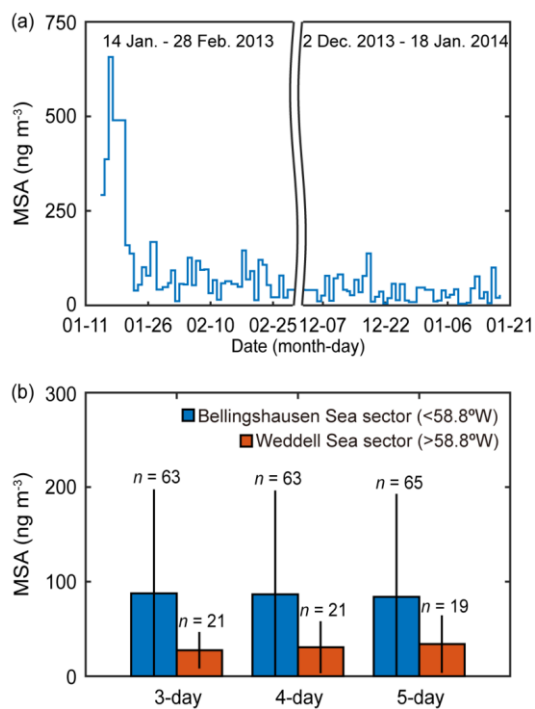 (a)
14 Jan. - 28 Feb. 2013
2 Dec. 2013 - 18 Jan. 2014
MSA (ng m⁻³)
750
500
250
0
01-11 01-26 02-10 02-25 12-07 12-22 01-06 01-21
Date (month-day)
(b)
Bellingshausen Sea sector (<58.8ºW)
Weddell Sea sector (>58.8ºW)
MSA (ng m⁻³)
300
200
100
0
n = 63 n = 63 n = 65
n = 21 n = 21 n = 19
3-day 4-day 5-day